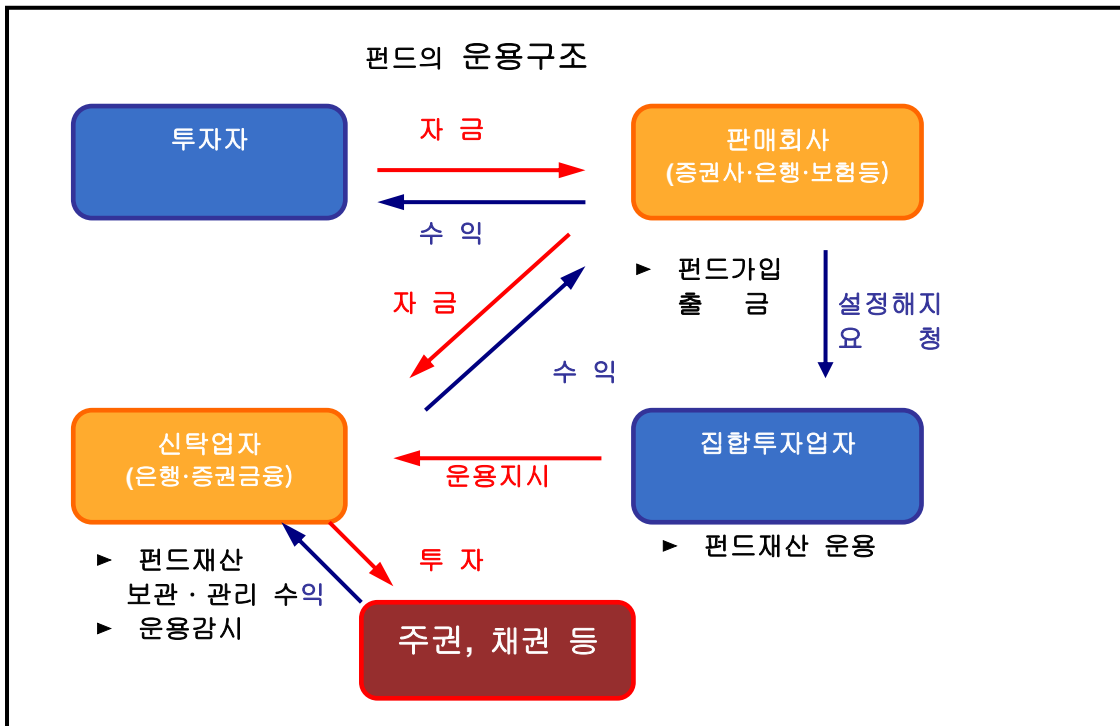 펀드의 운용구조
투자자
자 금
판매회사
(증권사·은행·보험등)
수 익
► 펀드가입
출 금
자 금
설정해지
요 청
수 익
신탁업자
(은행·증권금융)
집합투자업자
운용지시
► 펀드재산 운용
► 펀드재산
보관·관리 수익
► 운용감시
투 자
주권, 채권 등